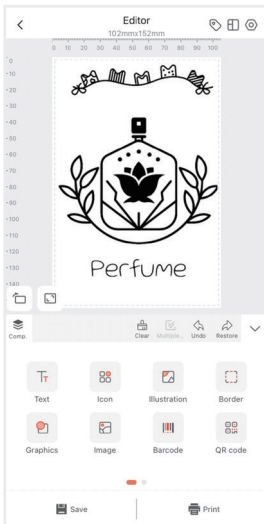 Editor
102mmx152mm
0 10 20 30 40 50 60 70 80 90 100
0
10
20
30
40
50
60
70
80
90
100
110
120
130
140
Perfume
Comp.
Clear Multiple... Undo Restore
Text Icon Illustration Border
Graphics Image Barcode QR code
Save Print